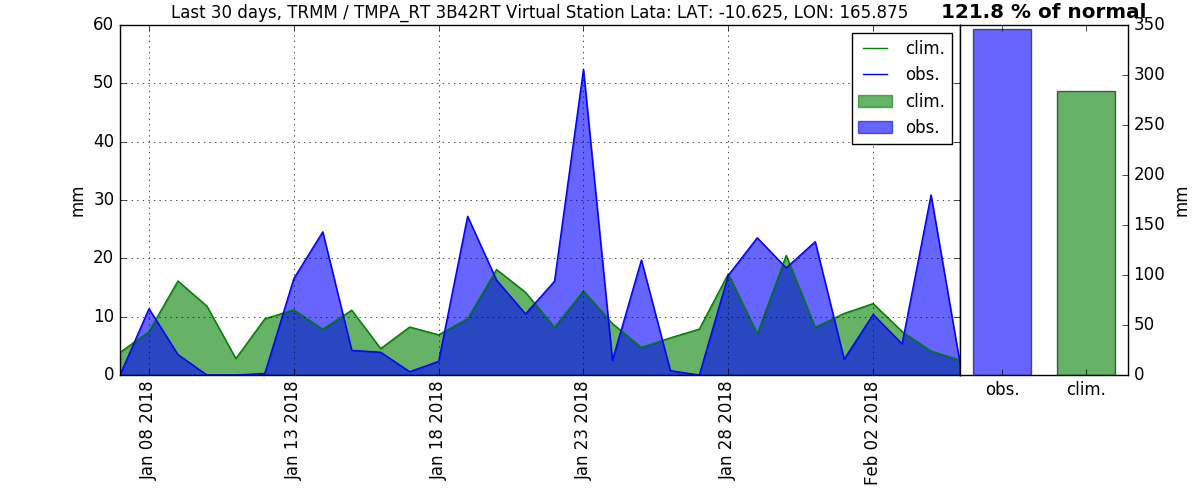 Last 30 days, TRMM / TMPA_RT 3B42RT Virtual Station Lata: LAT: -10.625, LON: 165.875
121.8 % of normal
60
50
40
30
20
10
0
mm
clim.
obs.
clim.
obs.
350
300
250
200
150
100
50
0
mm
Jan 08 2018
Jan 13 2018
Jan 18 2018
Jan 23 2018
Jan 28 2018
Feb 02 2018
obs.
clim.